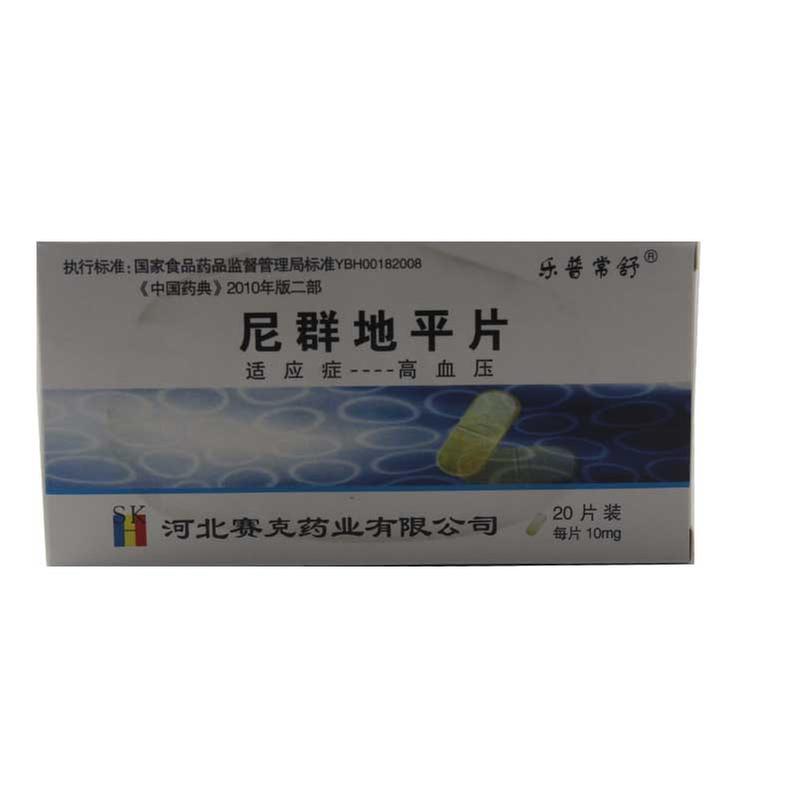 执行标准：国家食品药品监督管理局标准YBH00182008
《中国药典》2010年版二部
乐普常舒®
尼群地平片
适应症----高血压
SKH
河北赛克药业有限公司
20片装
每片10mg